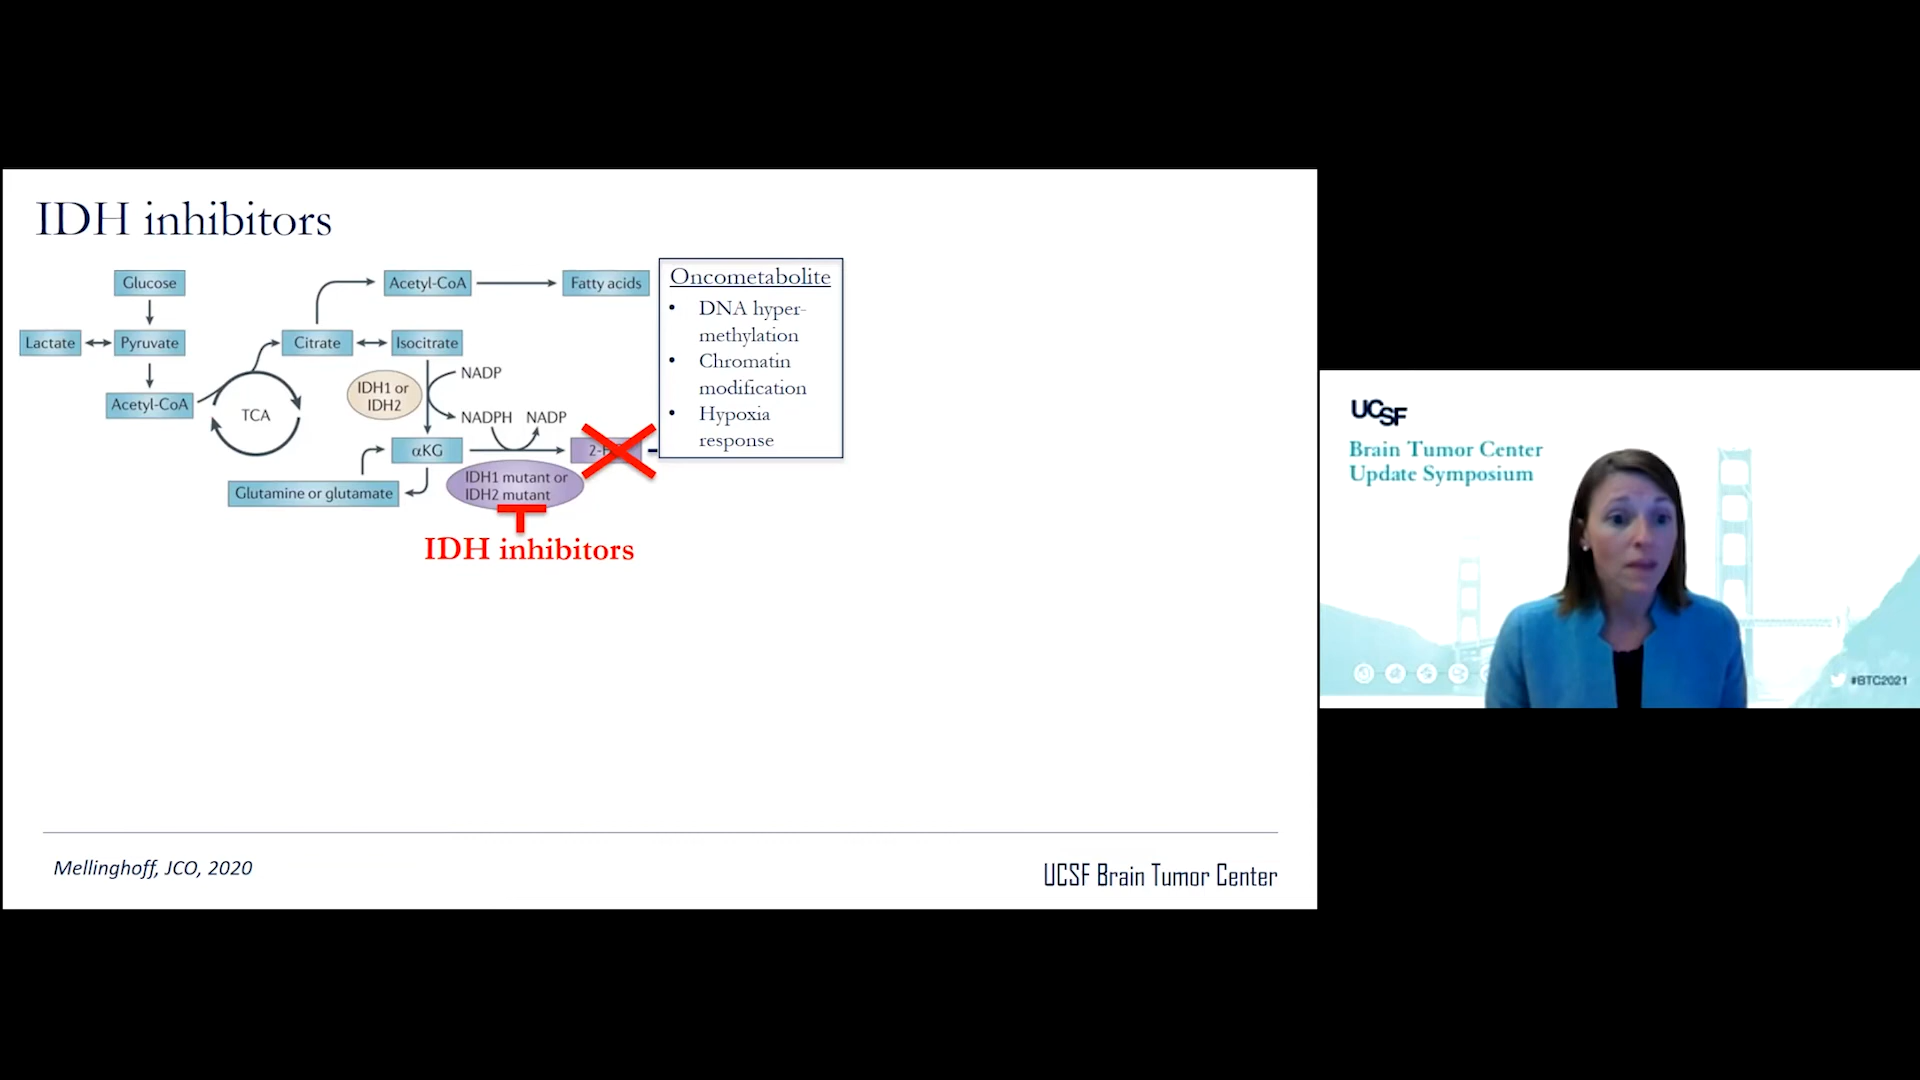 IDH inhibitors
Glucose
Acetyl-CoA
Fatty acids
Lactate
Pyruvate
Citrate
Isocitrate
NADP
IDH1 or
IDH2
Acetyl-CoA
TCA
NADPH
NADP
αKG
IDH1 mutant or
IDH2 mutant
Glutamine or glutamate
IDH inhibitors
Oncometabolite
• DNA hyper-
methylation
• Chromatin
modification
• Hypoxia
response
Mellinghoff, JCO, 2020
UCSF Brain Tumor Center
UCSF
Brain Tumor Center
Update Symposium
#BTC2021